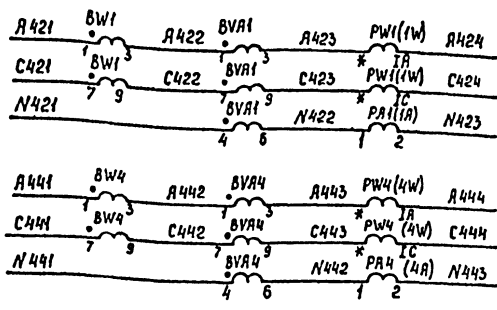 BW1 BVA1 PW1(1W)
A421 A422 A423 A424
1 3 1 3 * IA
C421 BW1 C422 BVA1 C423 PW1(1W) C424
7 9 7 9 * IC
N421 BVA1 N422 PA1(1A) N423
4 6 1 2
BW4 BVA4 PW4(4W)
A441 A442 A443 A444
1 3 1 3 * IA
C441 BW4 C442 BVA4 C443 PW4 (4W) C444
7 9 7 9 * IC
N441 BVA4 N442 PA4 (4A) N443
4 6 1 2